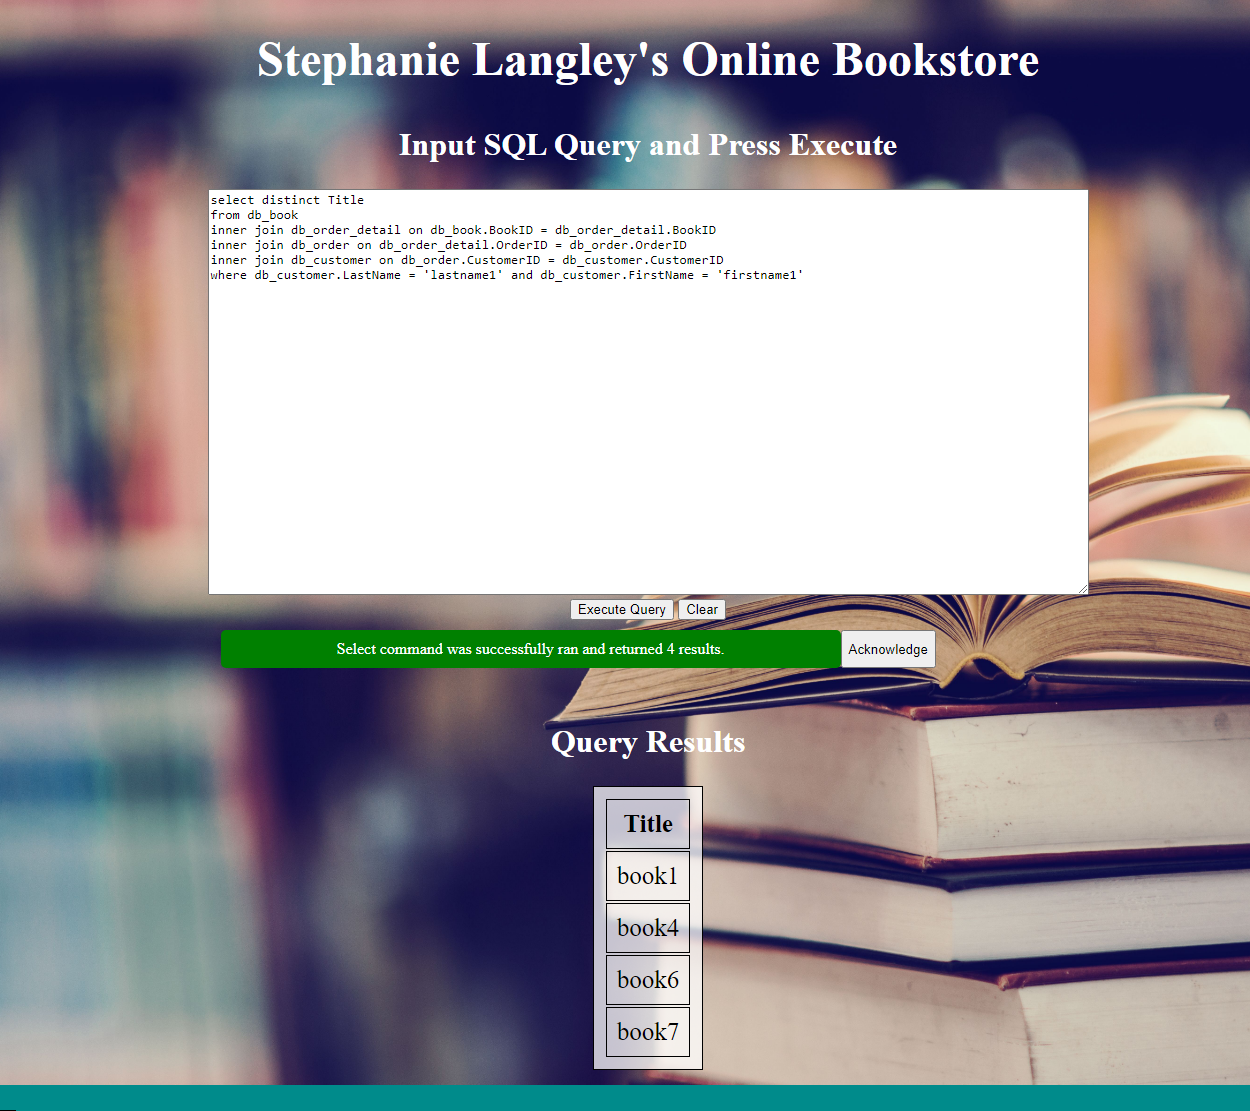 Stephanie Langley's Online Bookstore
Input SQL Query and Press Execute
select distinct Title
from db_book
inner join db_order_detail on db_book.BookID = db_order_detail.BookID
inner join db_order on db_order_detail.OrderID = db_order.OrderID
inner join db_customer on db_order.CustomerID = db_customer.CustomerID
where db_customer.LastName = 'lastname1' and db_customer.FirstName = 'firstname1'
Execute Query Clear
Select command was successfully ran and returned 4 results. Acknowledge
Query Results
Title
book1
book4
book6
book7